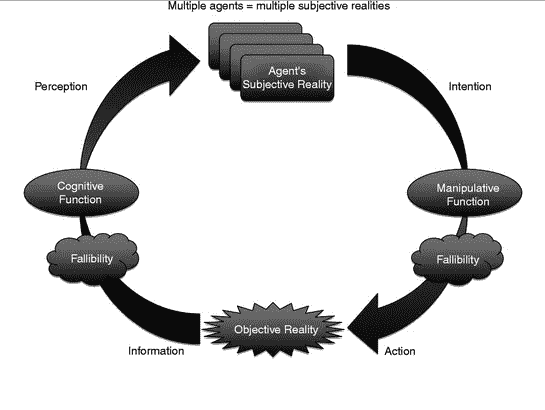 Multiple agents = multiple subjective realities
Agent's
Subjective Reality
Perception
Intention
Cognitive
Function
Manipulative
Function
Fallibility
Fallibility
Objective Reality
Information
Action